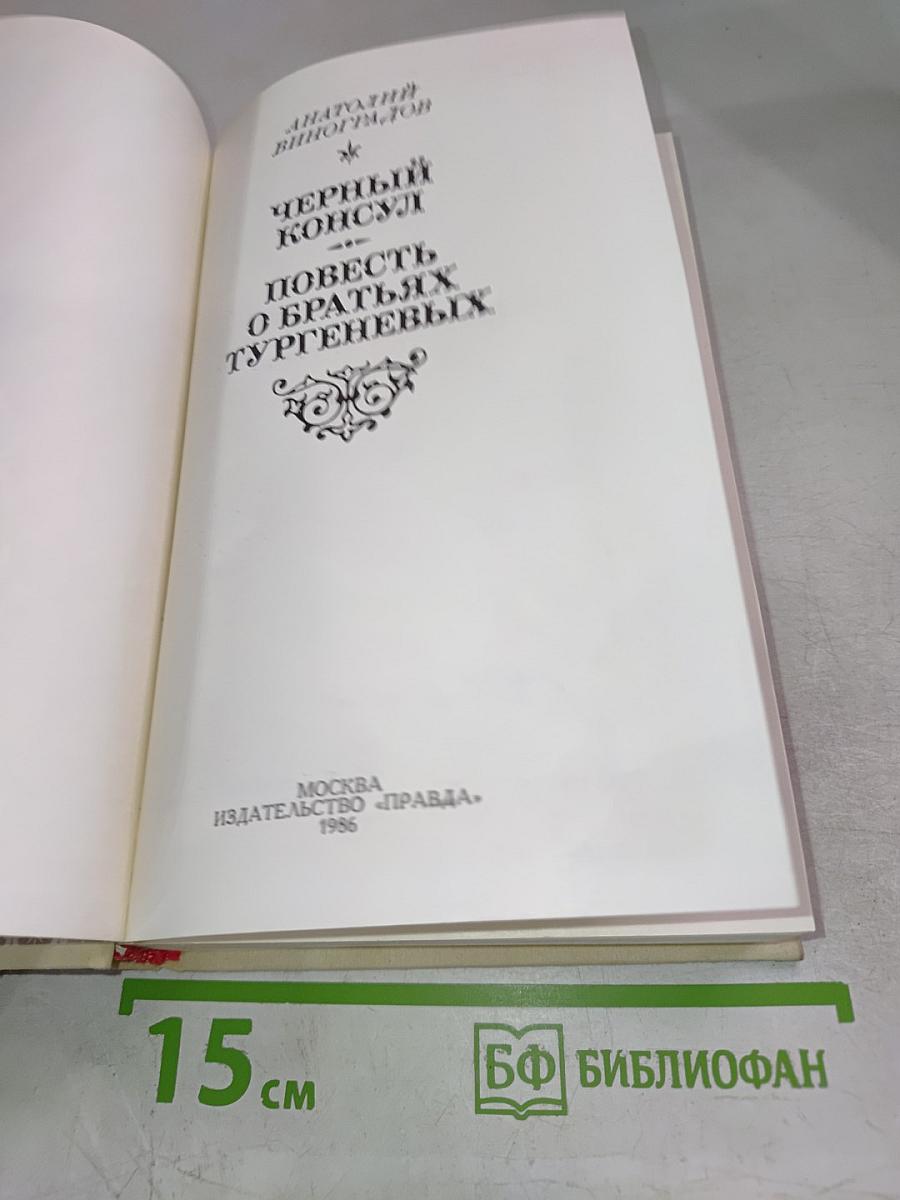 АНАТОЛИЙ
ВИНОГРАДОВ
ЧЕРНЫЙ
КОНСУЛ
ПОВЕСТЬ
О БРАТЬЯХ
ТУРГЕНЕВЫХ
МОСКВА
ИЗДАТЕЛЬСТВО «ПРАВДА»
1986
15 см
БФ БИБЛИОФАН